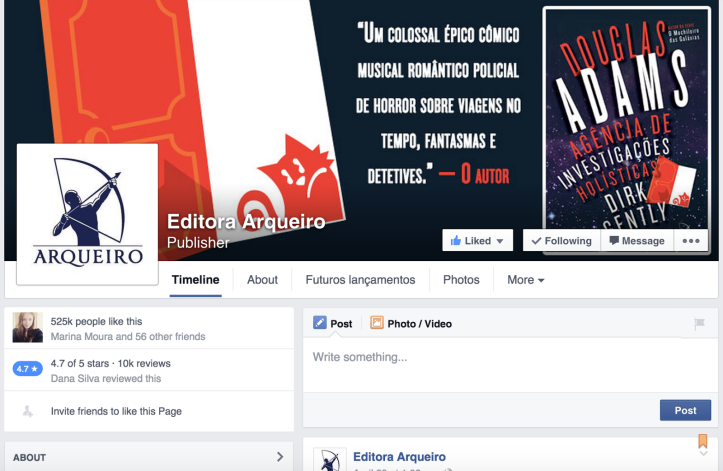 "UM COLOSSAL ÉPICO CÔMICO
MUSICAL ROMÂNTICO POLICIAL
DE HORROR SOBRE VIAGENS NO
TEMPO, FANTASMAS E
DETETIVES." — O AUTOR
O Mochileiro
das Galáxias
DOUGLAS
ADAMS
AGÊNCIA DE
INVESTIGAÇÕES
HOLÍSTICAS
DIRK
GENTLY
ARQUEIRO
Editora Arqueiro
Publisher
Liked
Following
Message
Timeline
About
Futuros lançamentos
Photos
More
525k people like this
Marina Moura and 56 other friends
4.7 ★
4.7 of 5 stars · 10k reviews
Dana Silva reviewed this
Invite friends to like this Page
ABOUT
Post
Photo / Video
Write something...
Post
Editora Arqueiro